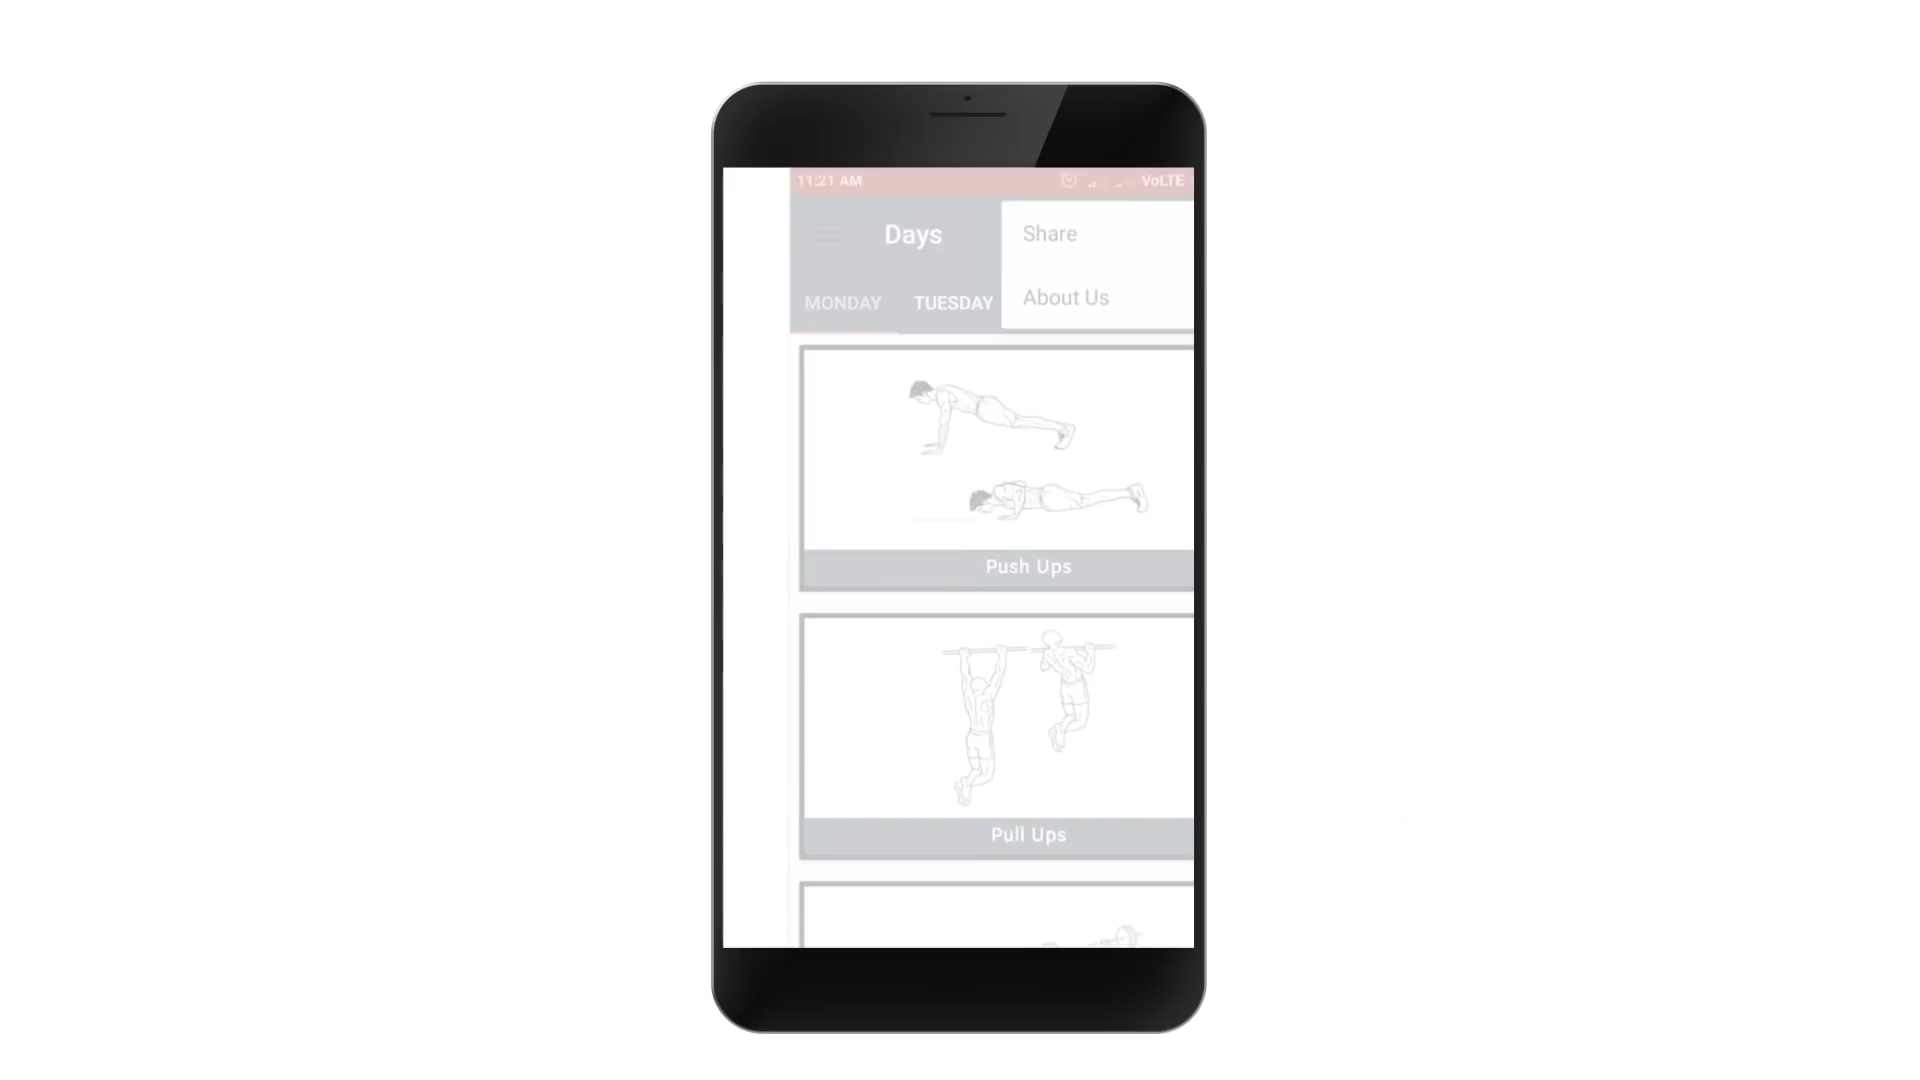 11:21 AM VoLTE
Days
Share
About Us
MONDAY TUESDAY
Push Ups
Pull Ups